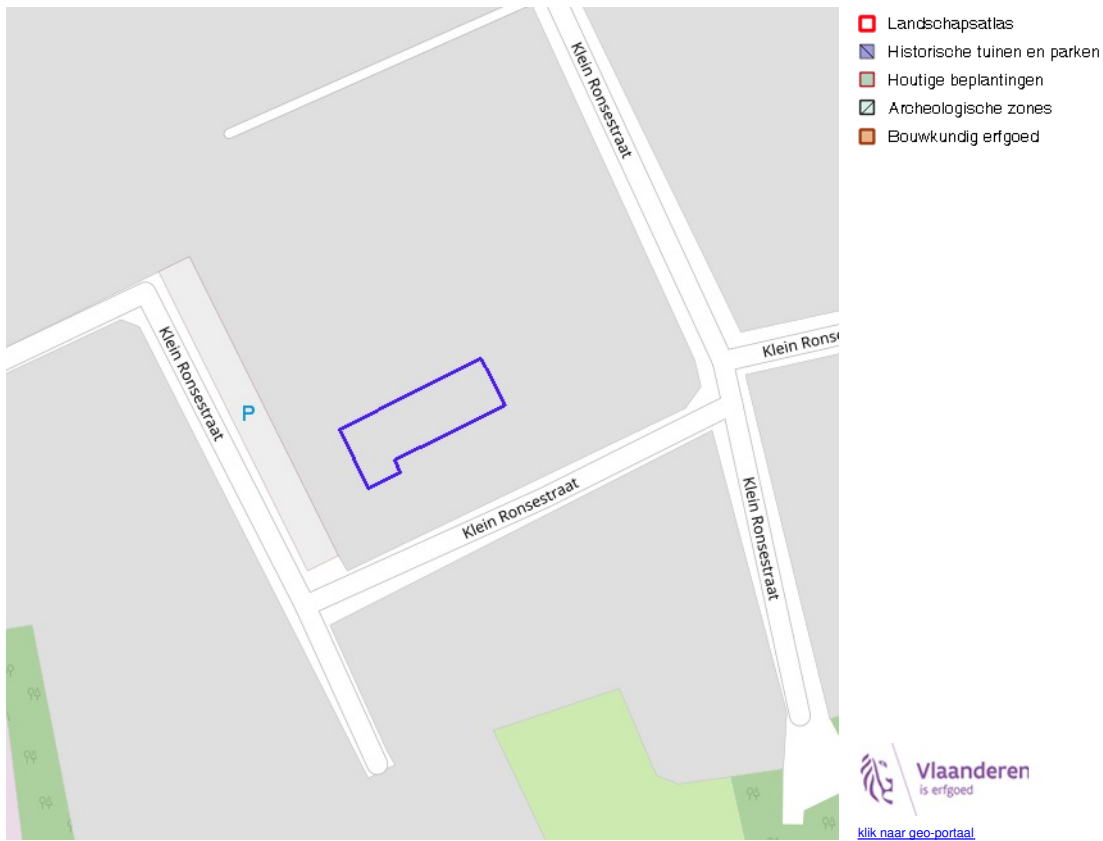 Klein Ronsestraat
Klein Ronse
Klein Ronsestraat
P
Klein Ronsestraat
Klein Ronsestraat
Landschapsatlas
Historische tuinen en parken
Houtige beplantingen
Archeologische zones
Bouwkundig erfgoed
Vlaanderen
is erfgoed
klik naar geo-portaal